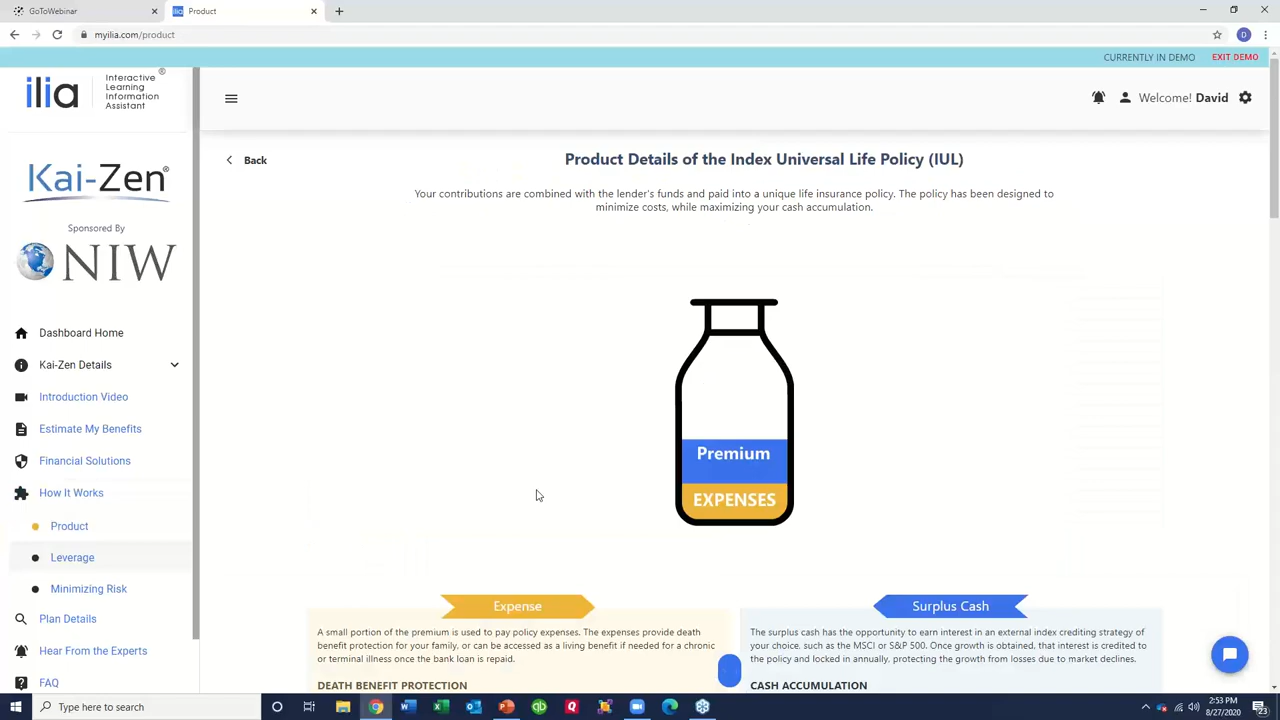 GoToWebinar
Product
myilia.com/product
CURRENTLY IN DEMO
EXIT DEMO
ilia
Interactive
Learning
Information
Assistant
®
Welcome! David
Kai-Zen®
Sponsored By
NIW
Dashboard Home
Kai-Zen Details
Introduction Video
Estimate My Benefits
Financial Solutions
How It Works
Product
Leverage
Minimizing Risk
Plan Details
Hear From the Experts
FAQ
Back
Product Details of the Index Universal Life Policy (IUL)
Your contributions are combined with the lender's funds and paid into a unique life insurance policy. The policy has been designed to
minimize costs, while maximizing your cash accumulation.
Premium
EXPENSES
Expense
A small portion of the premium is used to pay policy expenses. The expenses provide death
benefit protection for your family, or can be accessed as a living benefit if needed for a chronic
or terminal illness once the bank loan is repaid.
DEATH BENEFIT PROTECTION
Surplus Cash
The surplus cash has the opportunity to earn interest in an external index crediting strategy of
your choice, such as the MSCI or S&P 500. Once growth is obtained, that interest is credited to
the policy and locked in annually, protecting the growth from losses due to market declines.
CASH ACCUMULATION
Type here to search
2:53 PM
8/27/2020
23